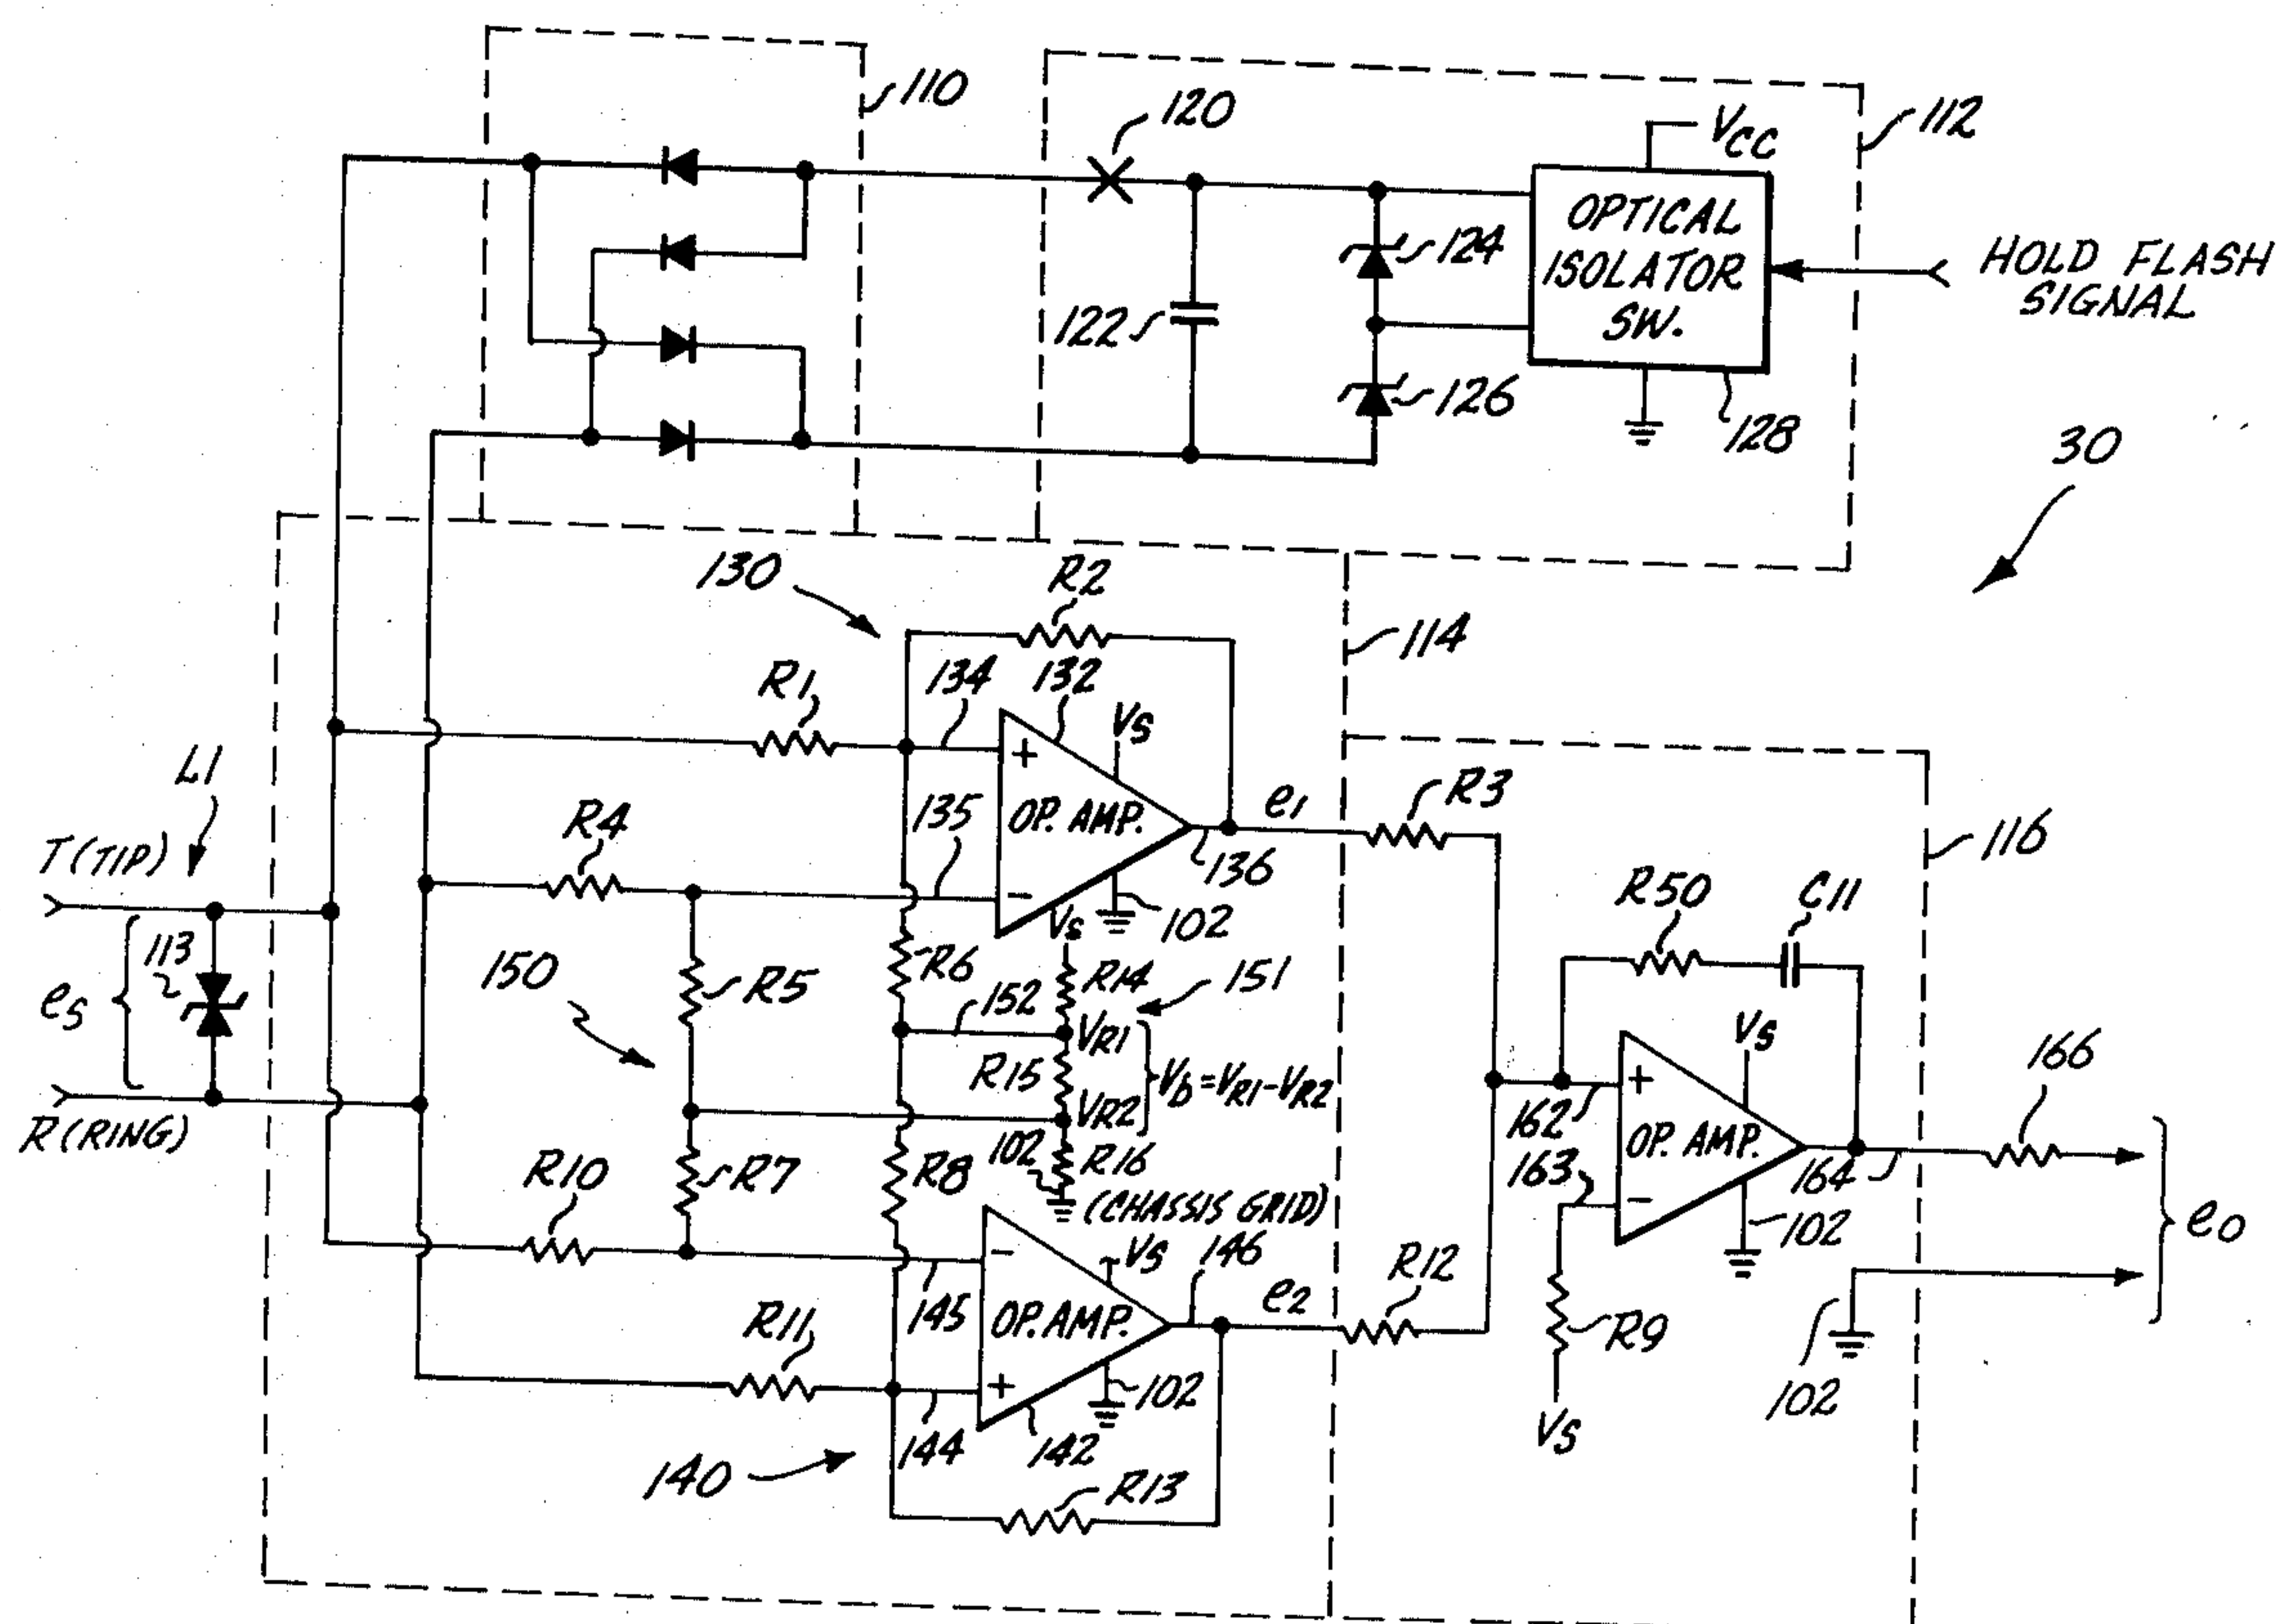 110
120
112
VCC
OPTICAL
ISOLATOR
SW.
124
HOLD FLASH
SIGNAL
122
126
128
30
130
R2
114
R1
134
132
VS
L1
R4
135
OP. AMP.
e1
R3
136
116
T(TIP)
R50
C11
VS
102
113
150
R5
R6
R14
151
eS
152
VR1
VS
166
R15
Vb=VR1-VR2
VR2
162
R(RING)
102
R16
OP. AMP.
R10
R7
R8
163
164
(CHASSIS GRID)
eO
VS
146
R12
102
R11
145
OP. AMP.
e2
R9
102
102
144
142
VS
140
R13
+
-
-
+
+
-